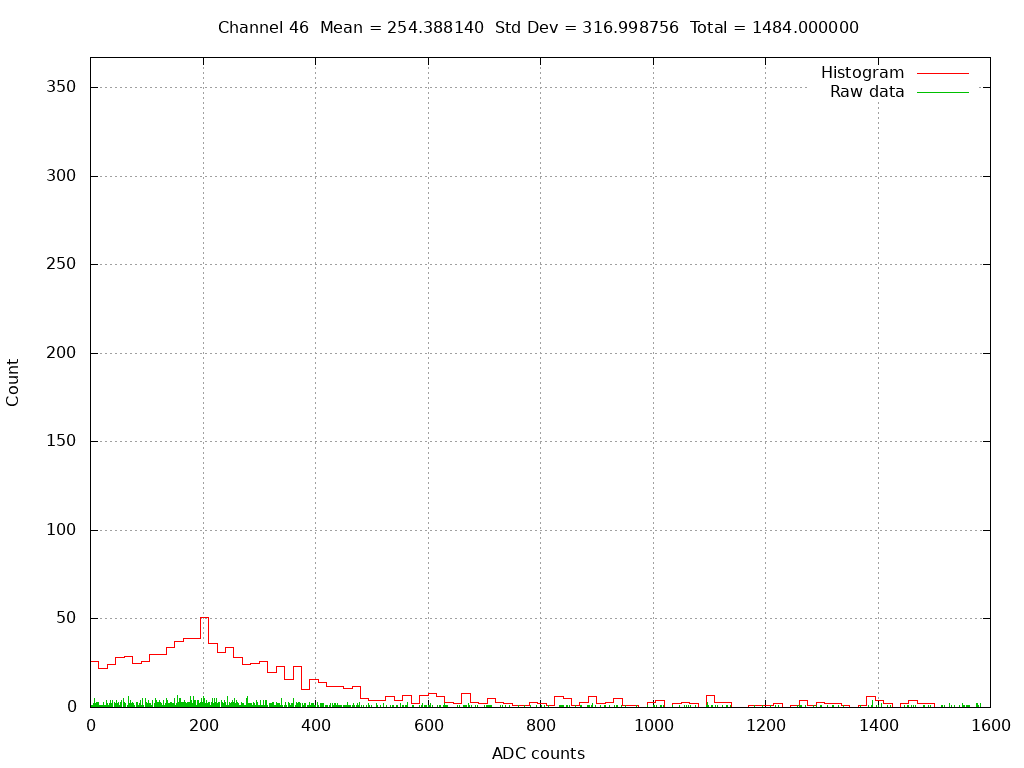 Channel 46  Mean = 254.388140  Std Dev = 316.998756  Total = 1484.000000
Histogram
Raw data
350
300
250
200
150
100
50
0
Count
0 200 400 600 800 1000 1200 1400 1600
ADC counts